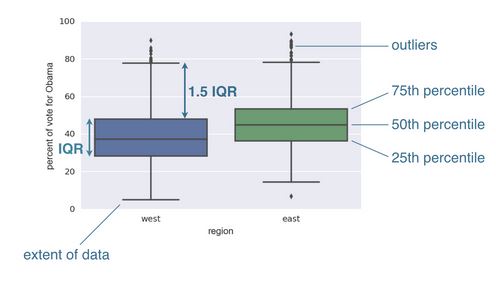 100
80
60
40
20
0
percent of vote for Obama
IQR
1.5 IQR
outliers
75th percentile
50th percentile
25th percentile
west
east
region
extent of data